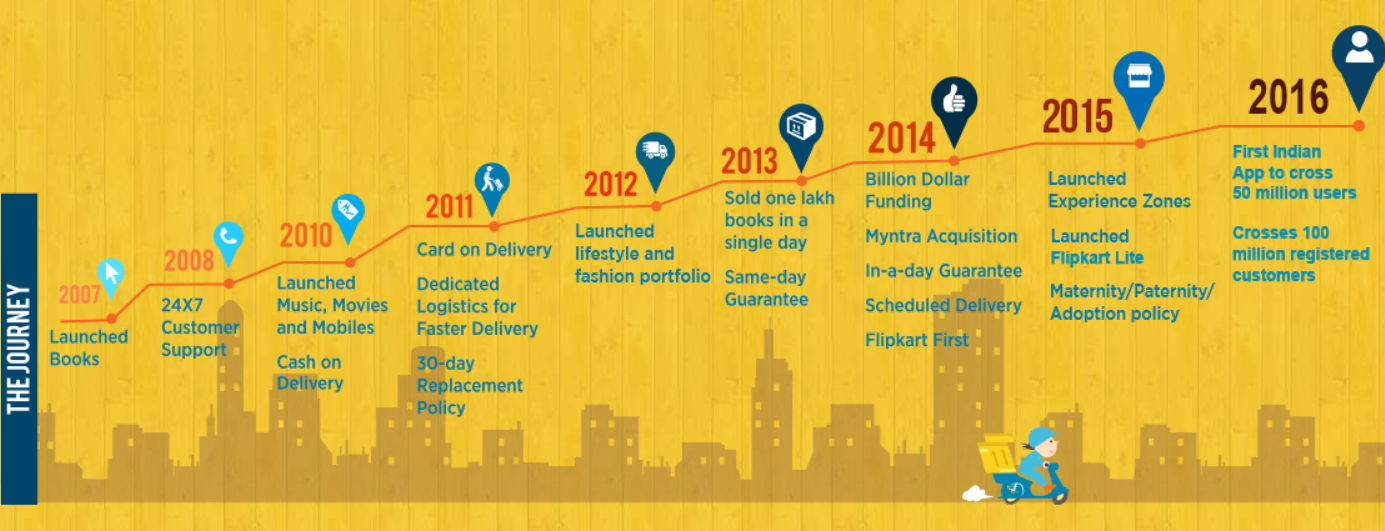 THE JOURNEY
2007
Launched
Books
2008
24X7
Customer
Support
2010
Launched
Music, Movies
and Mobiles
Cash on
Delivery
2011
Card on Delivery
Dedicated
Logistics for
Faster Delivery
30-day
Replacement
Policy
2012
Launched
lifestyle and
fashion portfolio
2013
Sold one lakh
books in a
single day
Same-day
Guarantee
2014
Billion Dollar
Funding
Myntra Acquisition
In-a-day Guarantee
Scheduled Delivery
Flipkart First
2015
Launched
Experience Zones
Launched
Flipkart Lite
Maternity/Paternity/
Adoption policy
2016
First Indian
App to cross
50 million users
Crosses 100
million registered
customers